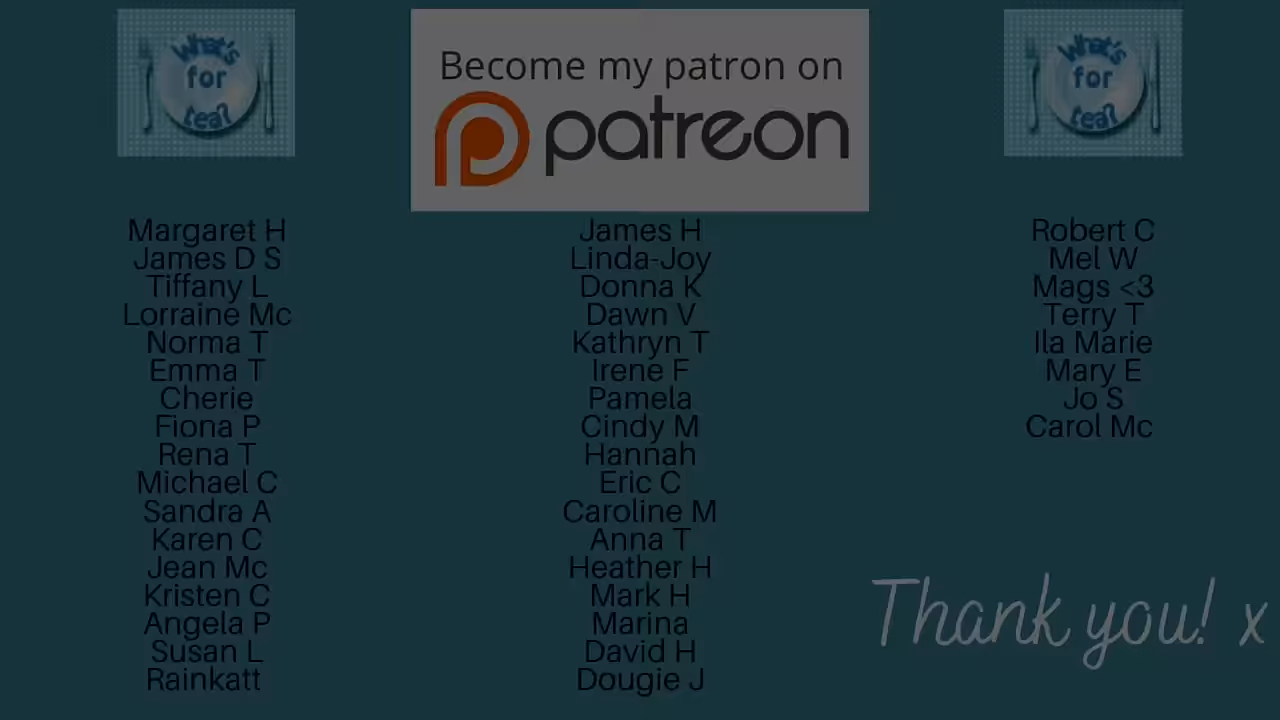 What's
for
tea?
Become my patron on
patreon
What's
for
tea?
Margaret H
James D S
Tiffany L
Lorraine Mc
Norma T
Emma T
Cherie
Fiona P
Rena T
Michael C
Sandra A
Karen C
Jean Mc
Kristen C
Angela P
Susan L
Rainkatt
James H
Linda-Joy
Donna K
Dawn V
Kathryn T
Irene F
Pamela
Cindy M
Hannah
Eric C
Caroline M
Anna T
Heather H
Mark H
Marina
David H
Dougie J
Robert C
Mel W
Mags <3
Terry T
Ila Marie
Mary E
Jo S
Carol Mc
Thank you! x